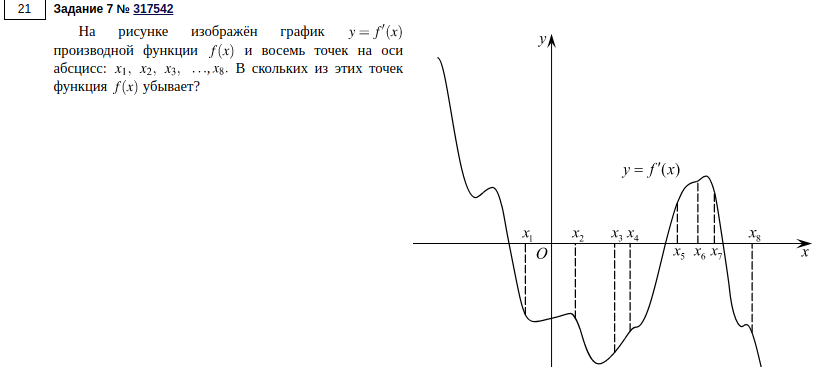 21
Задание 7 № 317542
На рисунке изображён график y = f′(x)
производной функции f(x) и восемь точек на оси
абсцисс: x₁, x₂, x₃, …,x₈. В скольких из этих точек
функция f(x) убывает?
y
y = f′(x)
x₁ x₂ x₃ x₄ x₈
O x₅ x₆ x₇ x